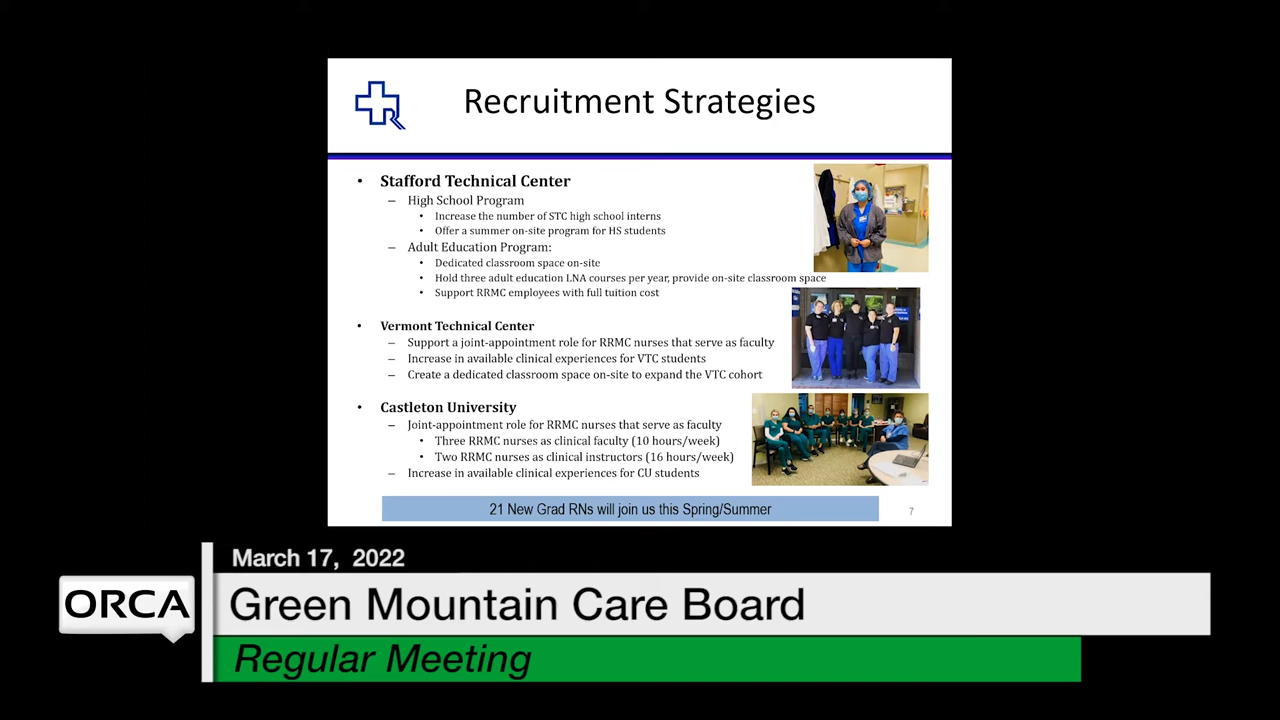 Recruitment Strategies
• Stafford Technical Center
– High School Program
• Increase the number of STC high school interns
• Offer a summer on-site program for HS students
– Adult Education Program:
• Dedicated classroom space on-site
• Hold three adult education LNA courses per year, provide on-site classroom space
• Support RRMC employees with full tuition cost
• Vermont Technical Center
– Support a joint-appointment role for RRMC nurses that serve as faculty
– Increase in available clinical experiences for VTC students
– Create a dedicated classroom space on-site to expand the VTC cohort
• Castleton University
– Joint-appointment role for RRMC nurses that serve as faculty
• Three RRMC nurses as clinical faculty (10 hours/week)
• Two RRMC nurses as clinical instructors (16 hours/week)
– Increase in available clinical experiences for CU students
21 New Grad RNs will join us this Spring/Summer
7
March 17, 2022
ORCA
Green Mountain Care Board
Regular Meeting